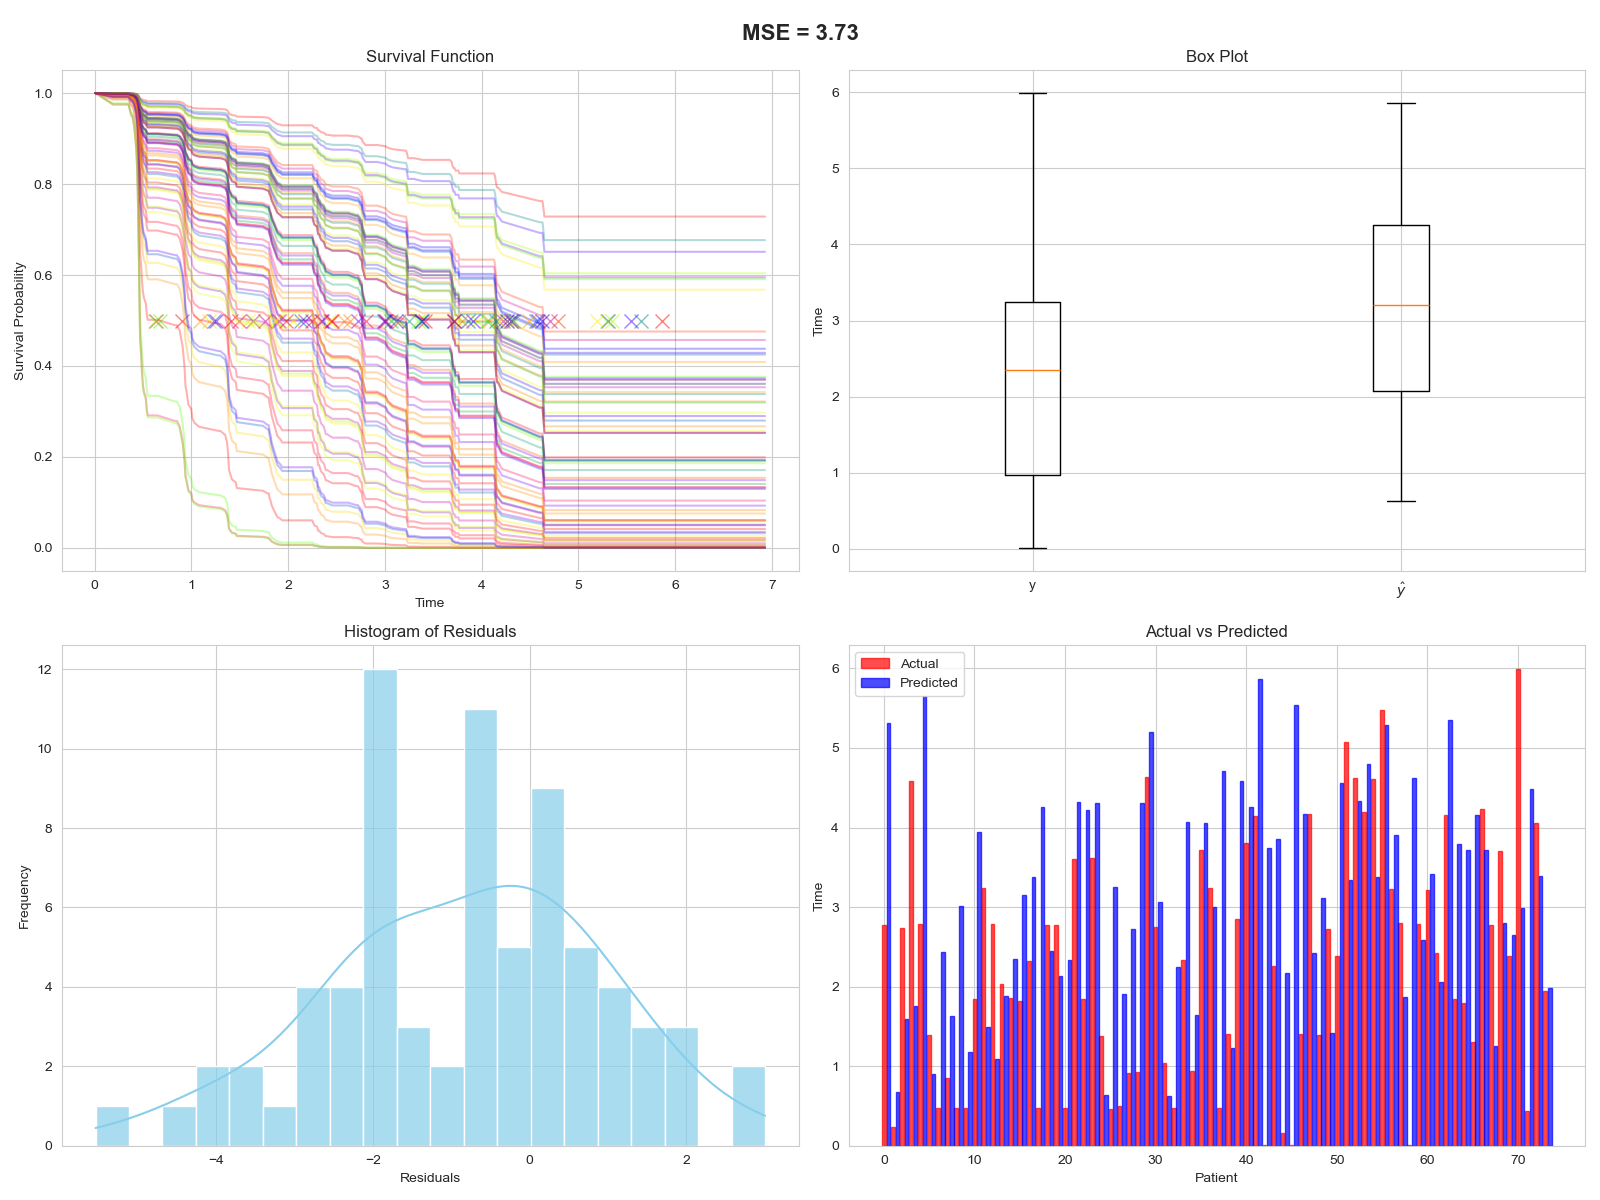 MSE = 3.73
Survival Function
Survival Probability
1.0
0.8
0.6
0.4
0.2
0.0
0 1 2 3 4 5 6 7
Time
Box Plot
Time
6
5
4
3
2
1
0
y ŷ
Histogram of Residuals
Frequency
12
10
8
6
4
2
0
−4 −2 0 2
Residuals
Actual vs Predicted
Actual
Predicted
Time
6
5
4
3
2
1
0
0 10 20 30 40 50 60 70
Patient